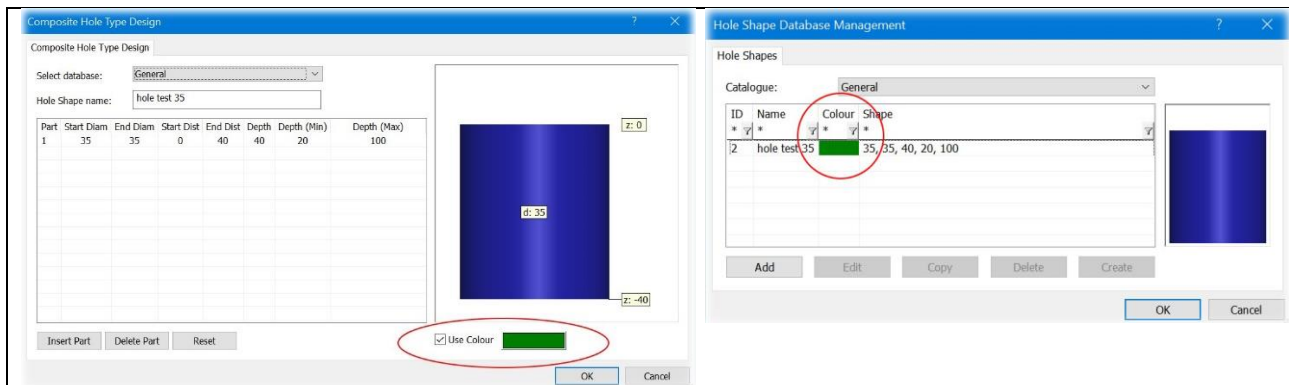 Composite Hole Type Design ? ×
Composite Hole Type Design
Select database: General
Hole Shape name: hole test 35
Part Start Diam End Diam Start Dist End Dist Depth Depth (Min) Depth (Max)
1 35 35 0 40 40 20 100
z: 0
d: 35
z: -40
Insert Part Delete Part Reset
Use Colour
OK Cancel
Hole Shape Database Management ? ×
Hole Shapes
Catalogue: General
ID Name Colour Shape
* * * *
2 hole test 35 35, 35, 40, 20, 100
Add Edit Copy Delete Create
OK Cancel